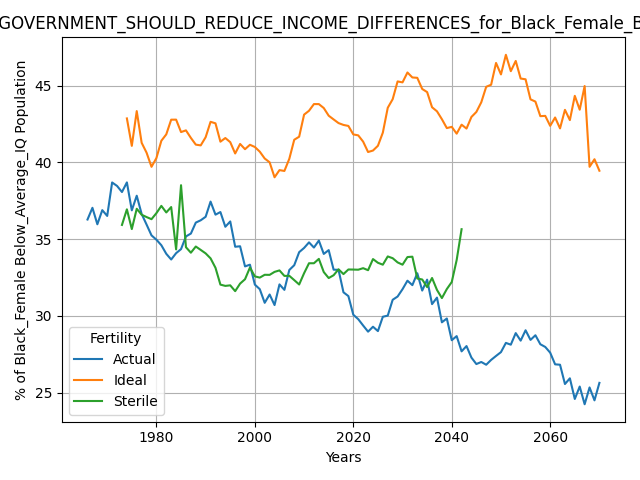 GOVERNMENT_SHOULD_REDUCE_INCOME_DIFFERENCES_for_Black_Female_B
% of Black_Female Below_Average_IQ Population
45
40
35
30
25
Fertility
Actual
Ideal
Sterile
1980 2000 2020 2040 2060
Years